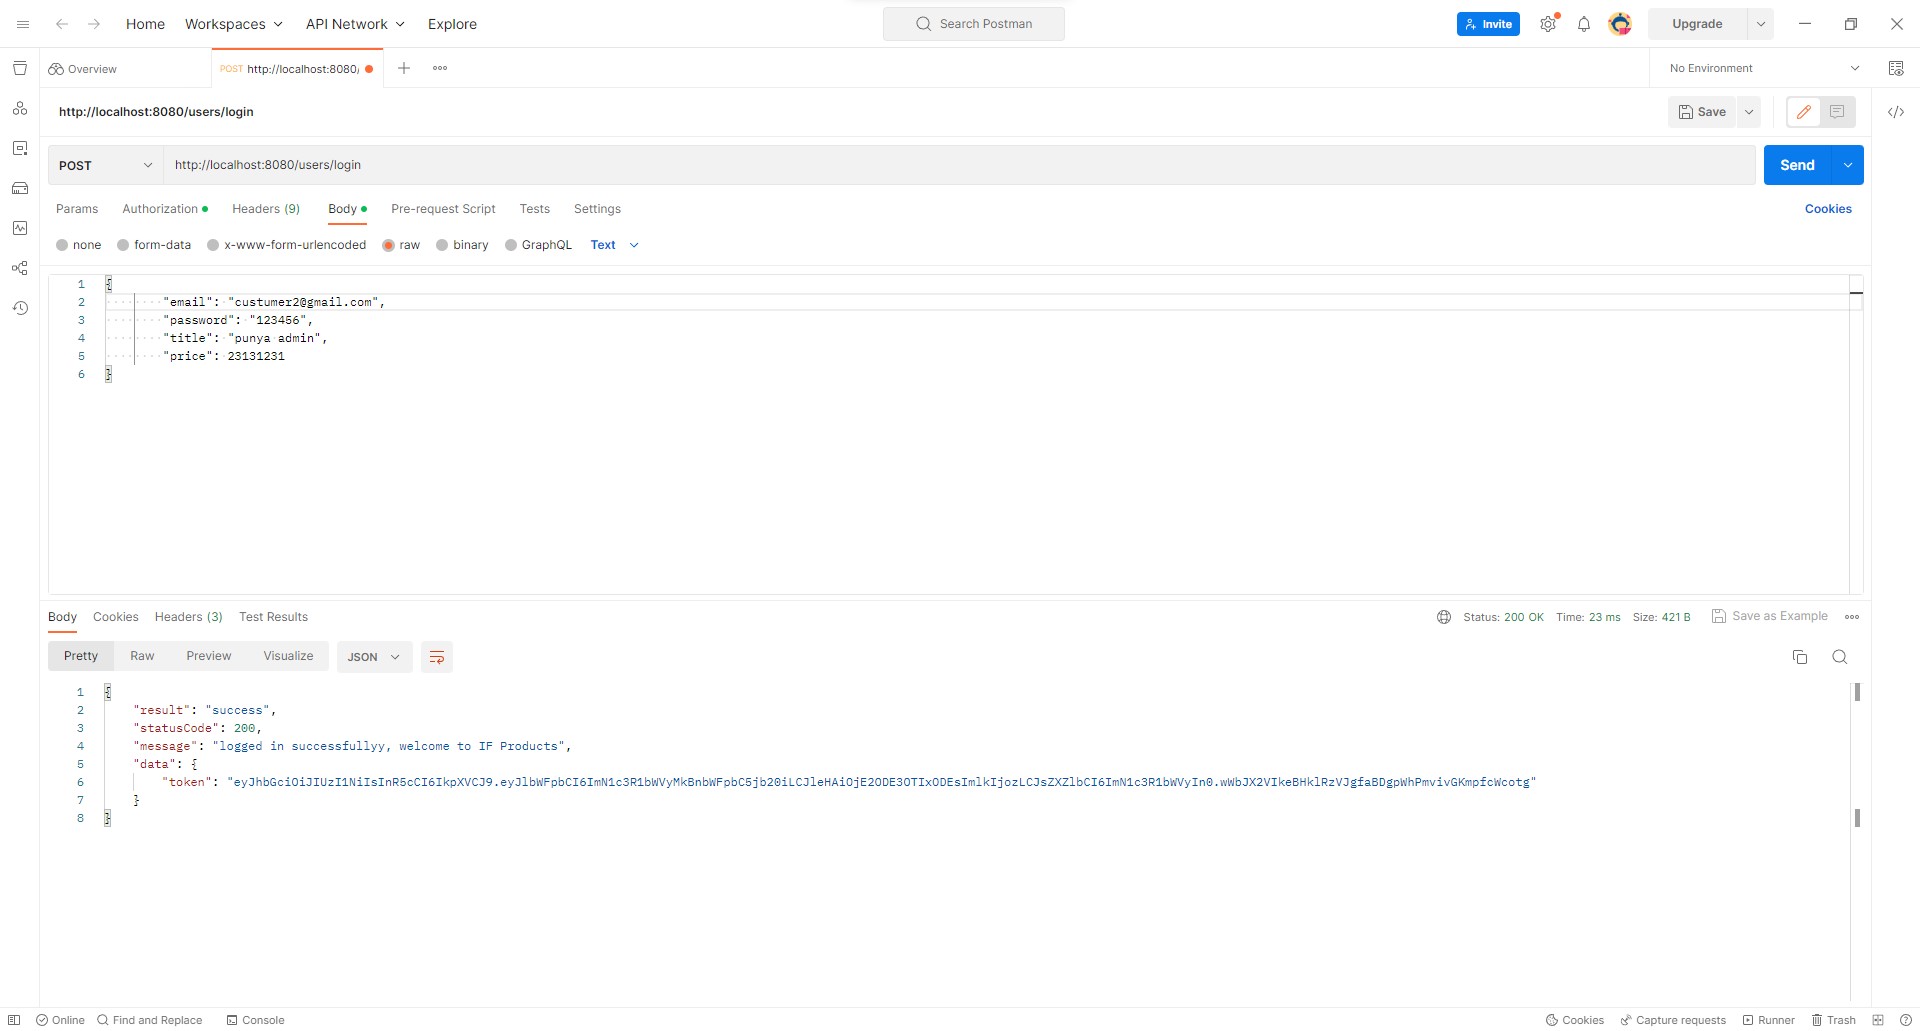 Home Workspaces API Network Explore Search Postman Invite Upgrade
Overview POST http://localhost:8080/ No Environment
http://localhost:8080/users/login Save
POST http://localhost:8080/users/login Send
Params Authorization Headers (9) Body Pre-request Script Tests Settings Cookies
none form-data x-www-form-urlencoded raw binary GraphQL Text
1 {
2 "email": "custumer2@gmail.com",
3 "password": "123456",
4 "title": "punya admin",
5 "price": 23131231
6 }
Body Cookies Headers (3) Test Results Status: 200 OK Time: 23 ms Size: 421 B Save as Example
Pretty Raw Preview Visualize JSON
1 {
2 "result": "success",
3 "statusCode": 200,
4 "message": "logged in successfullyy, welcome to IF Products",
5 "data": {
6 "token": "eyJhbGciOiJIUzI1NiIsInR5cCI6IkpXVCJ9.eyJlbWFpbCI6ImN1c3R1bWVyMkBnbWFpbC5jb20iLCJleHAiOjE2ODE3OTIxODEsImlkIjozLCJsZXZlbCI6ImN1c3R1bWVyIn0.wWbJX2VIkeBHklRzVJgfaBDgpWhPmvivGKmpfcWcotg"
7 }
8 }
Online Find and Replace Console Cookies Capture requests Runner Trash